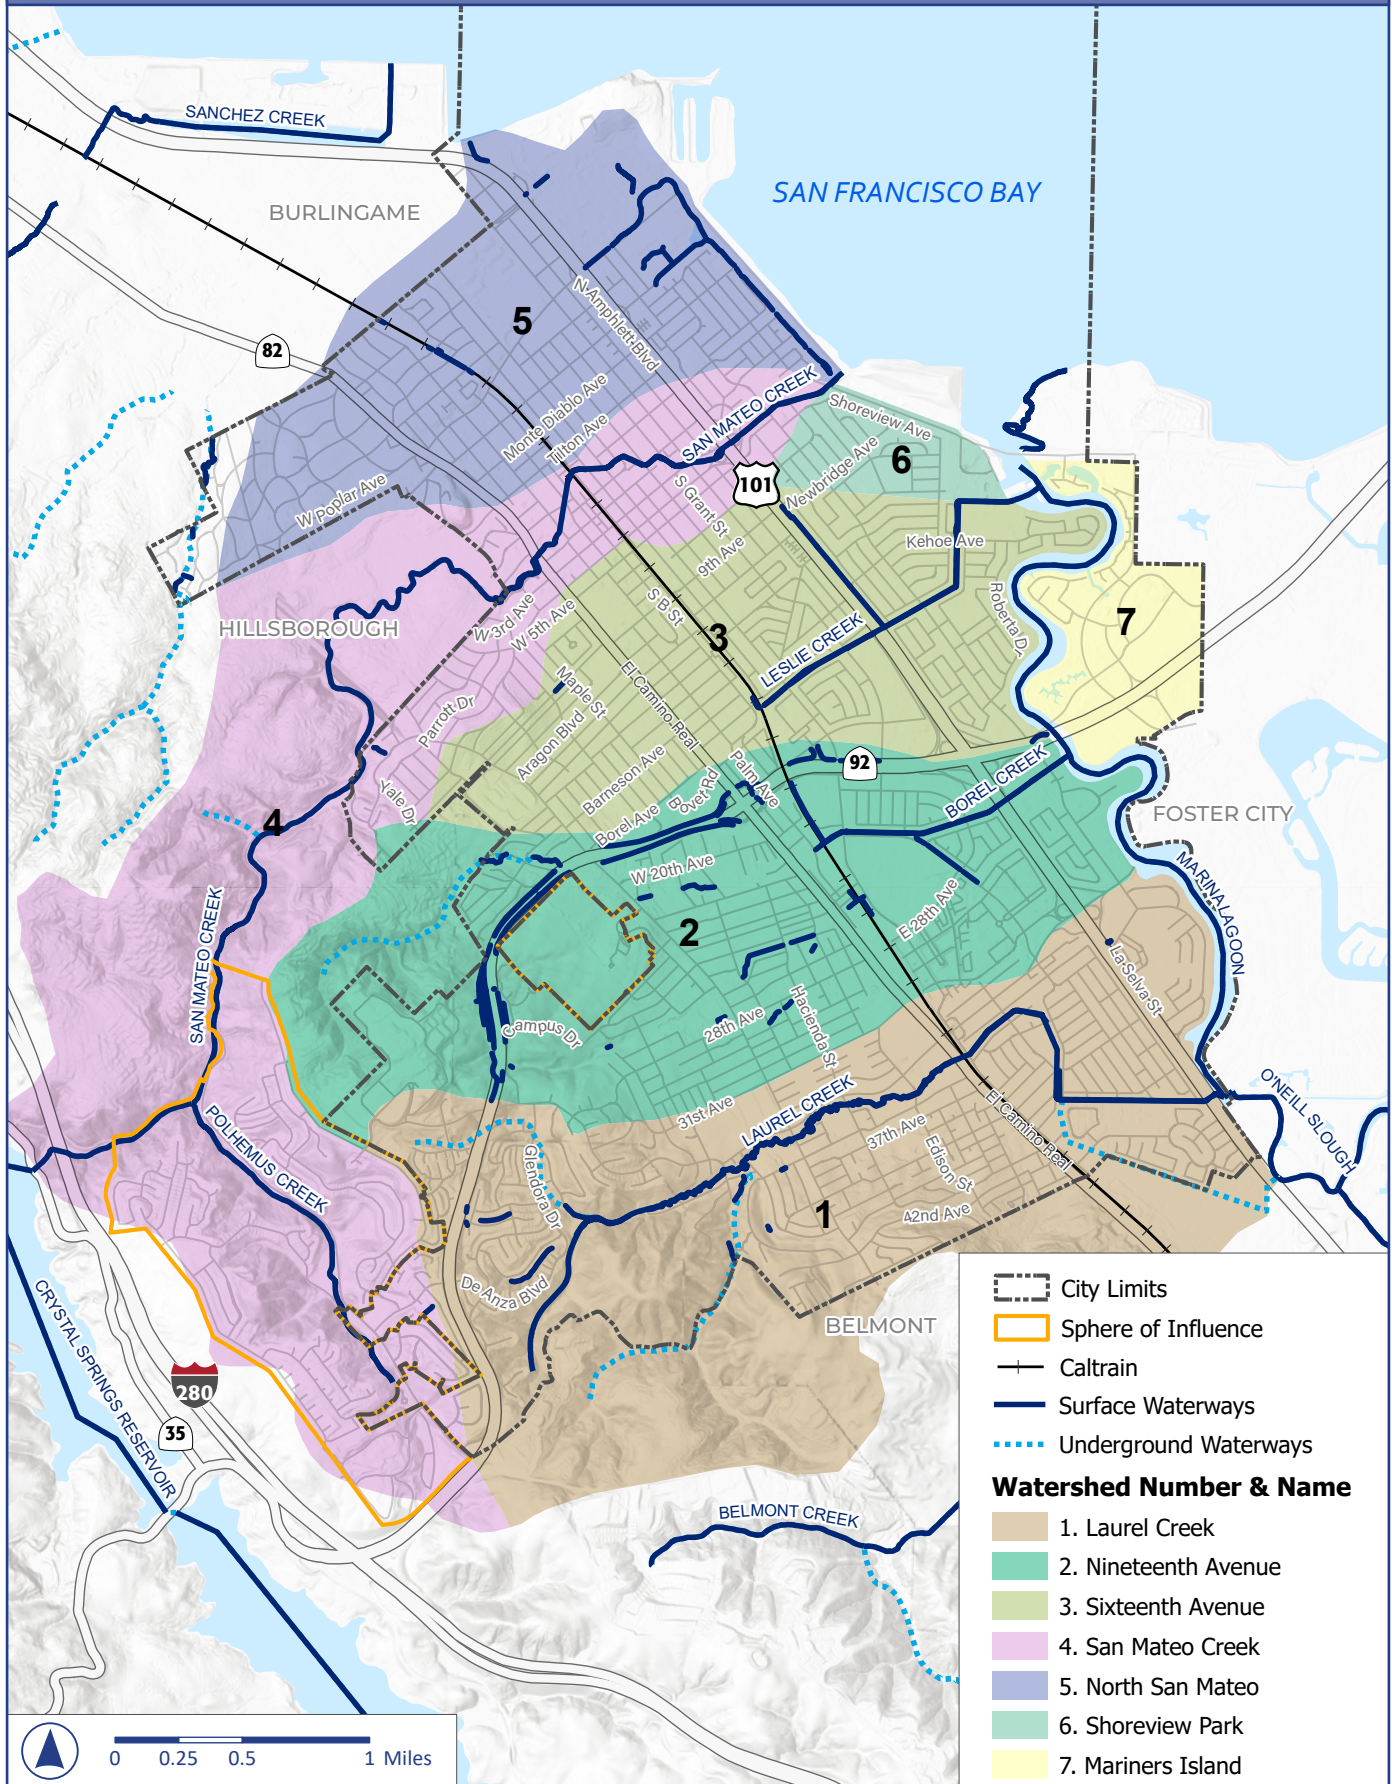 SANCHEZ CREEK
BURLINGAME
SAN FRANCISCO BAY
5
N Amphlett Blvd
82
Monte Diablo Ave
Tilton Ave
SAN MATEO CREEK
Shoreview Ave
6
Newbridge Ave
101
W Poplar Ave
S Grant St
9th Ave
Kehoe Ave
HILLSBOROUGH
W 3rd Ave
W 5th Ave
S B St
3
Roberta D
7
LESLIE CREEK
Maple St
El Camino Real
Parrott Dr
Aragon Blvd
Barneson Ave
Palm Ave
92
Bovet Rd
Yale Dr
4
Borel Ave
BOREL CREEK
FOSTER CITY
W 20th Ave
MARINA LAGOON
2
E 28th Ave
SAN MATEO CREEK
La Selva St
Campus Dr
28th Ave
Hacienda St
POLHEMUS CREEK
31st Ave
LAUREL CREEK
El Camino Real
O'NEILL SLOUGH
37th Ave
Edison St
Glendora Dr
1
42nd Ave
De Anza Blvd
BELMONT
CRYSTAL SPRINGS RESERVOIR
280
35
BELMONT CREEK
City Limits
Sphere of Influence
Caltrain
Surface Waterways
Underground Waterways
Watershed Number & Name
1. Laurel Creek
2. Nineteenth Avenue
3. Sixteenth Avenue
4. San Mateo Creek
5. North San Mateo
6. Shoreview Park
7. Mariners Island
0 0.25 0.5 1 Miles